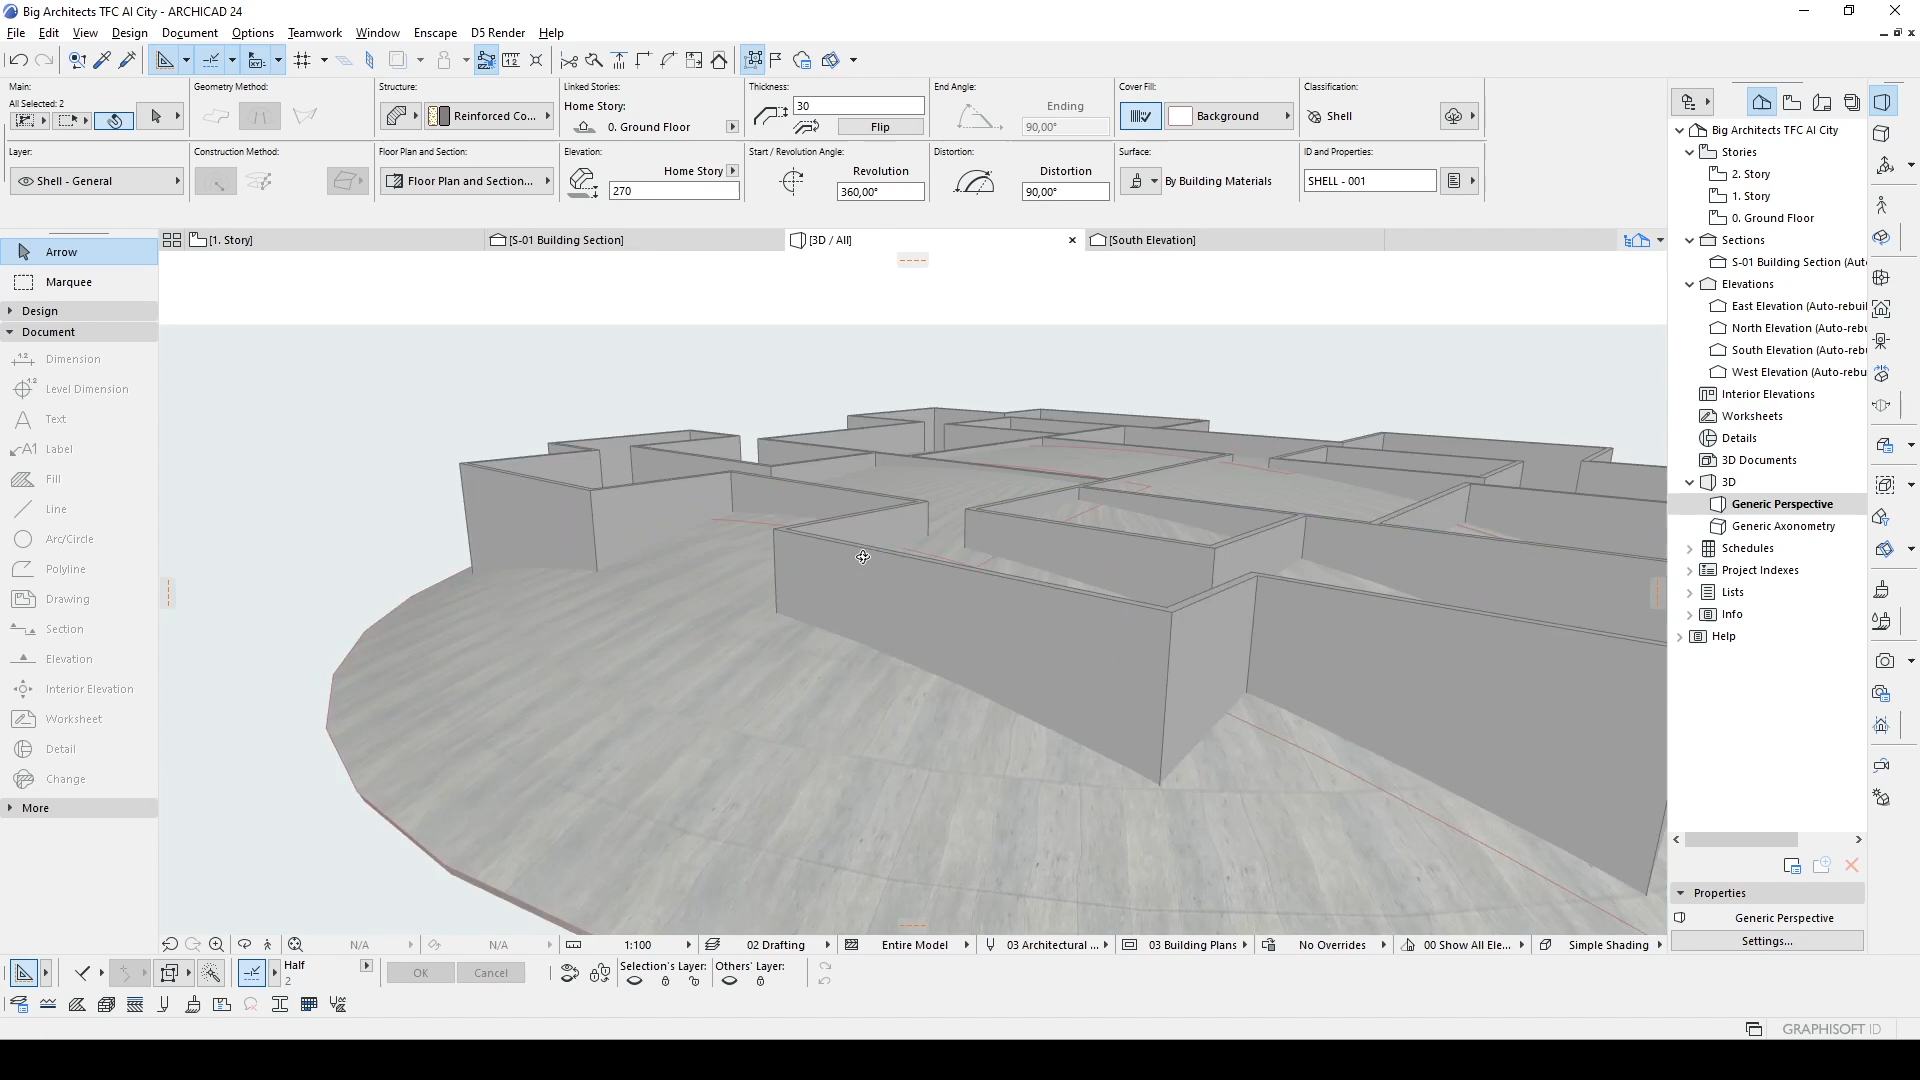 Big Architects TFC AI City - ARCHICAD 24
File Edit View Design Document Options Teamwork Window Enscape D5 Render Help
Main:
All Selected: 2
Geometry Method:
Structure:
Reinforced Co...
Linked Stories:
Home Story:
0. Ground Floor
Thickness:
30
Flip
End Angle:
Ending
90,00°
Cover Fill:
Background
Classification:
Shell
Layer:
Shell - General
Construction Method:
Floor Plan and Section:
Floor Plan and Section...
Elevation:
Home Story
270
Start / Revolution Angle:
Revolution
360,00°
Distortion:
Distortion
90,00°
Surface:
By Building Materials
ID and Properties:
SHELL - 001
[1. Story]
[S-01 Building Section]
[3D / All]
[South Elevation]
Arrow
Marquee
Design
Document
Dimension
Level Dimension
Text
Label
Fill
Line
Arc/Circle
Polyline
Drawing
Section
Elevation
Interior Elevation
Worksheet
Detail
Change
More
Big Architects TFC AI City
Stories
2. Story
1. Story
0. Ground Floor
Sections
S-01 Building Section (Aut
Elevations
East Elevation (Auto-rebuil
North Elevation (Auto-rebu
South Elevation (Auto-rebu
West Elevation (Auto-rebu
Interior Elevations
Worksheets
Details
3D Documents
3D
Generic Perspective
Generic Axonometry
Schedules
Project Indexes
Lists
Info
Help
Properties
Generic Perspective
Settings...
N/A
N/A
1:100
02 Drafting
Entire Model
03 Architectural ...
03 Building Plans
No Overrides
00 Show All Ele...
Simple Shading
Half
2
OK
Cancel
Selection's Layer:
Others' Layer:
GRAPHISOFT ID